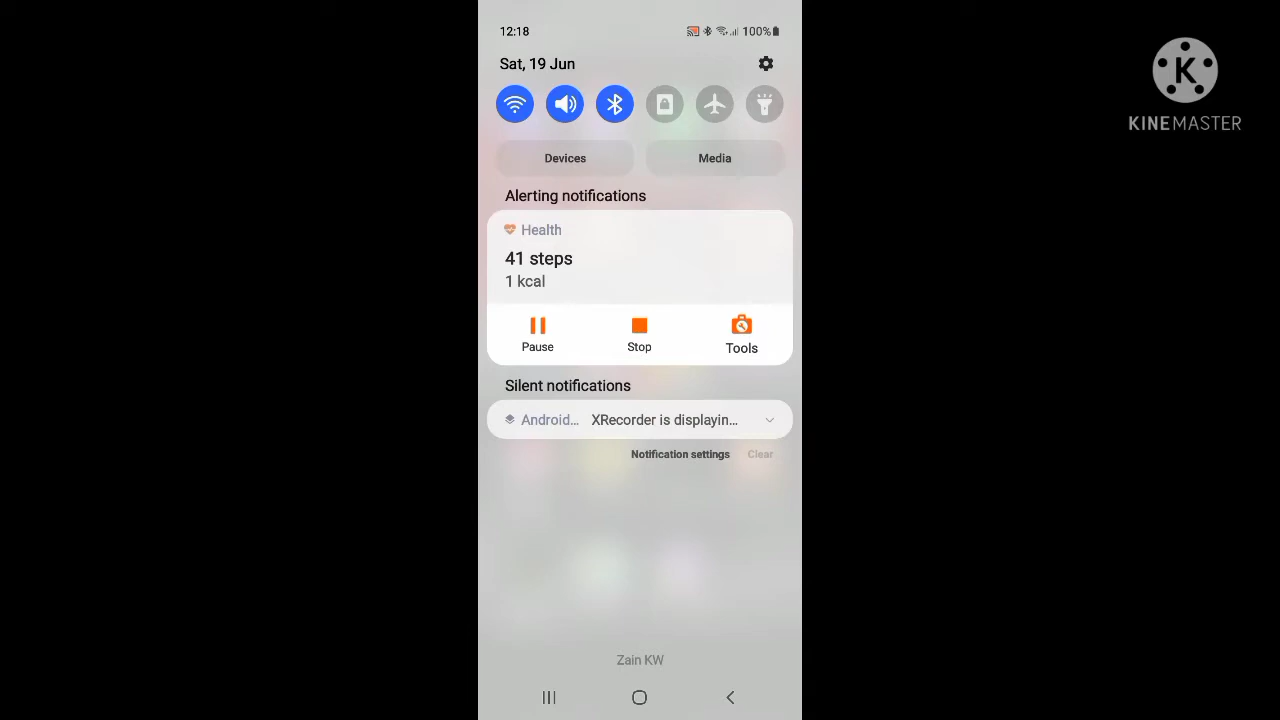 12:18
100%
Sat, 19 Jun
K
KINEMASTER
Devices
Media
Alerting notifications
Health
41 steps
1 kcal
Pause
Stop
Tools
Silent notifications
Android... XRecorder is displayin...
Notification settings
Clear
Zain KW